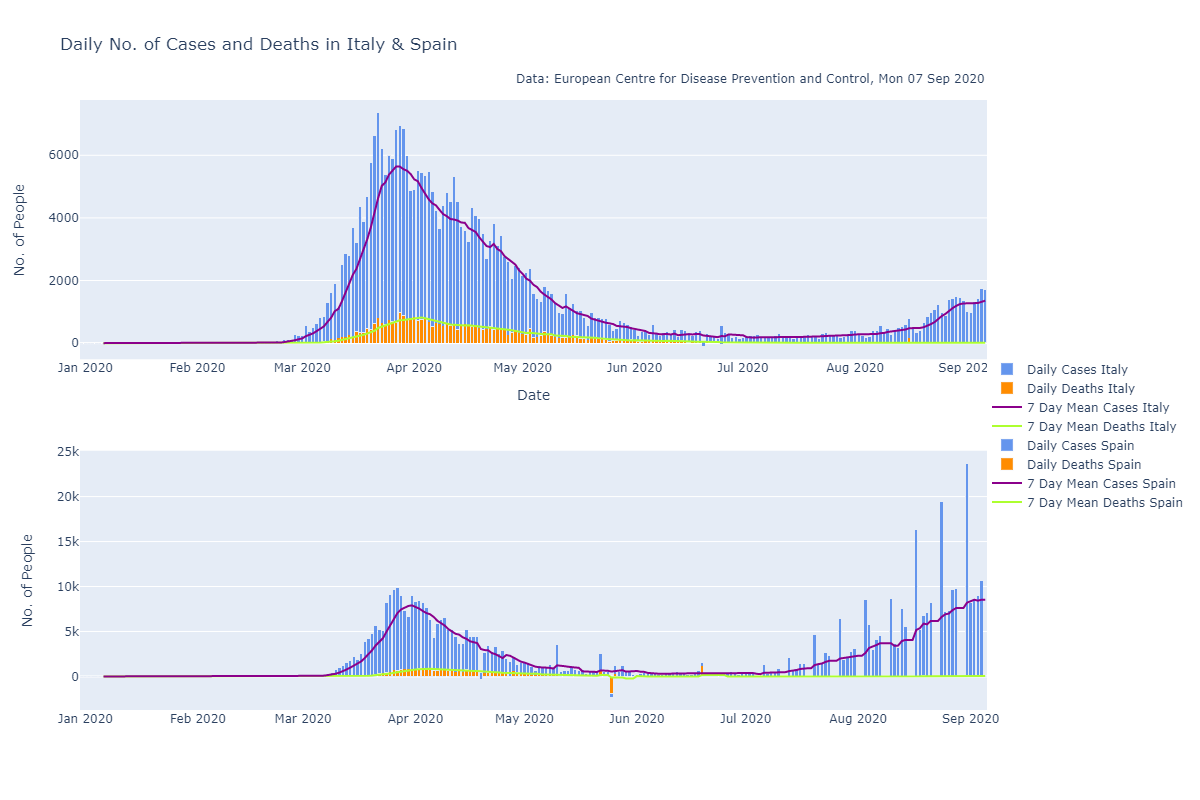 Daily No. of Cases and Deaths in Italy & Spain
Data: European Centre for Disease Prevention and Control, Mon 07 Sep 2020
No. of People
6000
4000
2000
0
Jan 2020 Feb 2020 Mar 2020 Apr 2020 May 2020 Jun 2020 Jul 2020 Aug 2020 Sep 202
Date
Daily Cases Italy
Daily Deaths Italy
7 Day Mean Cases Italy
7 Day Mean Deaths Italy
Daily Cases Spain
Daily Deaths Spain
7 Day Mean Cases Spain
7 Day Mean Deaths Spain
No. of People
25k
20k
15k
10k
5k
0
Jan 2020 Feb 2020 Mar 2020 Apr 2020 May 2020 Jun 2020 Jul 2020 Aug 2020 Sep 2020